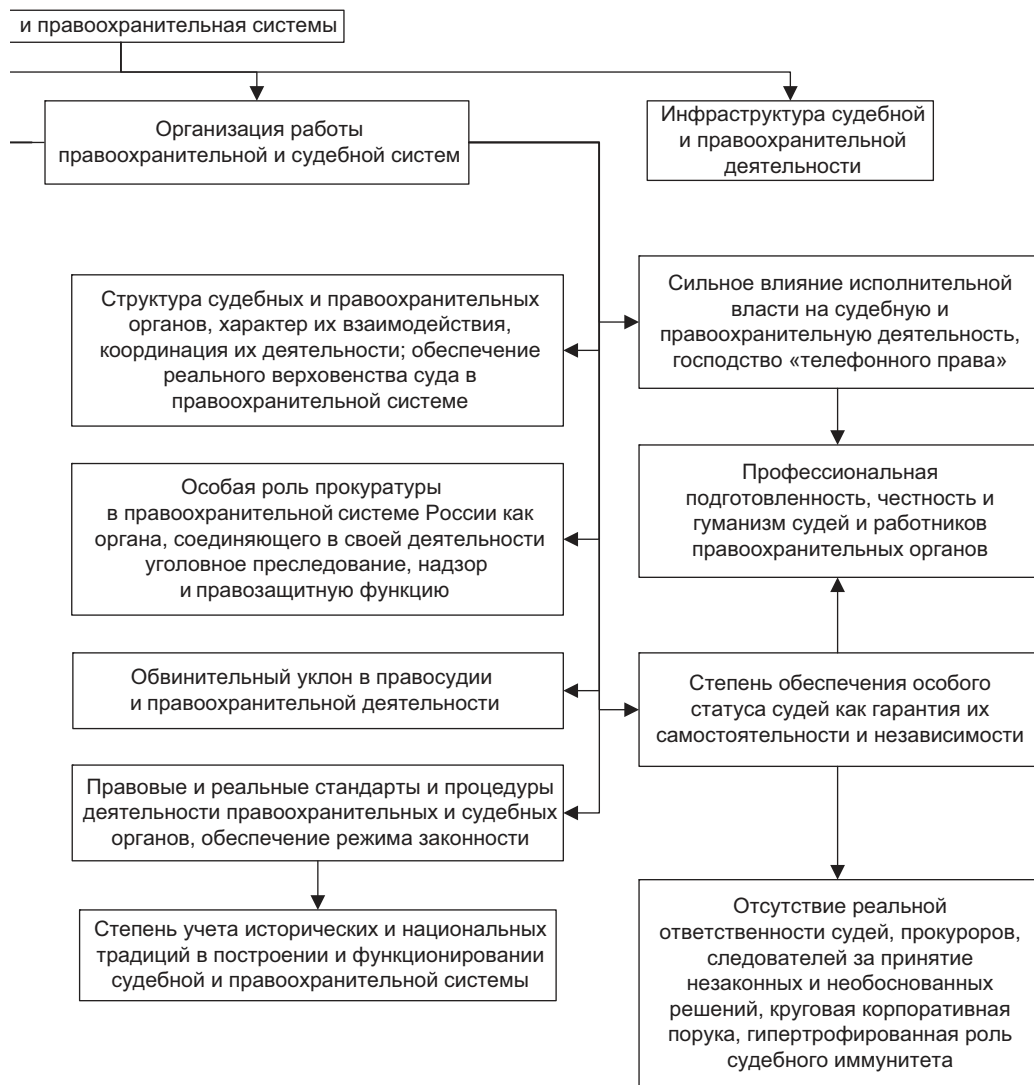 и правоохранительная системы
Организация работы
правоохранительной и судебной систем
Инфраструктура судебной
и правоохранительной
деятельности
Структура судебных и правоохранительных
органов, характер их взаимодействия,
координация их деятельности; обеспечение
реального верховенства суда в
правоохранительной системе
Сильное влияние исполнительной
власти на судебную и
правоохранительную деятельность,
господство «телефонного права»
Особая роль прокуратуры
в правоохранительной системе России как
органа, соединяющего в своей деятельности
уголовное преследование, надзор
и правозащитную функцию
Профессиональная
подготовленность, честность и
гуманизм судей и работников
правоохранительных органов
Обвинительный уклон в правосудии
и правоохранительной деятельности
Степень обеспечения особого
статуса судей как гарантия их
самостоятельности и независимости
Правовые и реальные стандарты и процедуры
деятельности правоохранительных и судебных
органов, обеспечение режима законности
Степень учета исторических и национальных
традиций в построении и функционировании
судебной и правоохранительной системы
Отсутствие реальной
ответственности судей, прокуроров,
следователей за принятие
незаконных и необоснованных
решений, круговая корпоративная
порука, гипертрофированная роль
судебного иммунитета